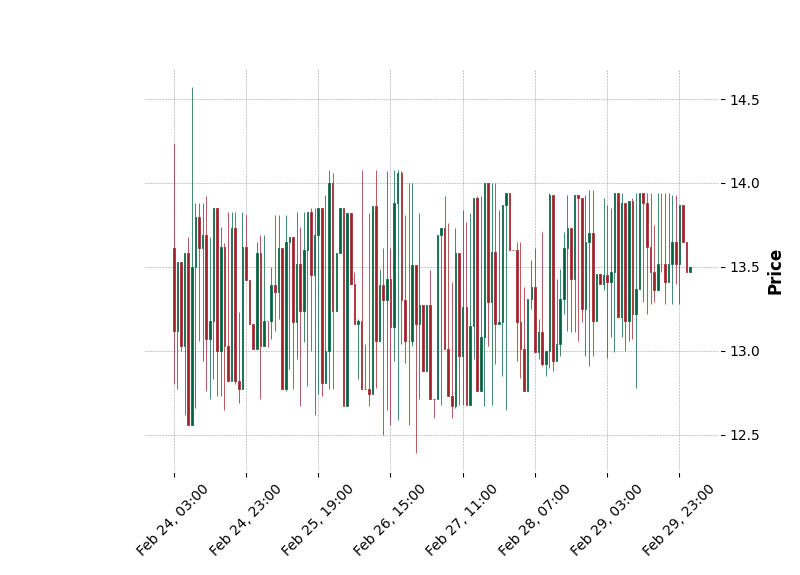 14.5
14.0
13.5
13.0
12.5
Price
Feb 24, 03:00
Feb 24, 23:00
Feb 25, 19:00
Feb 26, 15:00
Feb 27, 11:00
Feb 28, 07:00
Feb 29, 03:00
Feb 29, 23:00